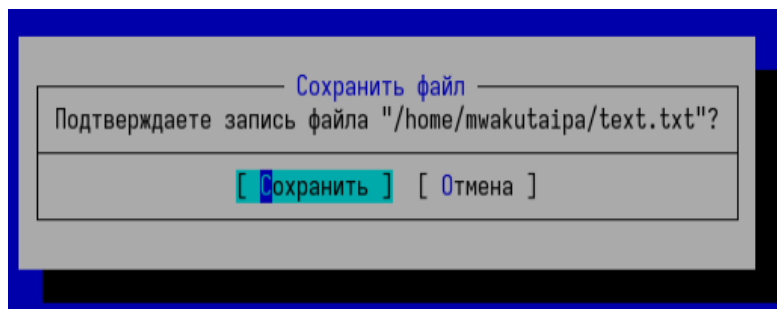 Сохранить файл
Подтверждаете запись файла "/home/mwakutaipa/text.txt"?
[ Сохранить ] [ Отмена ]